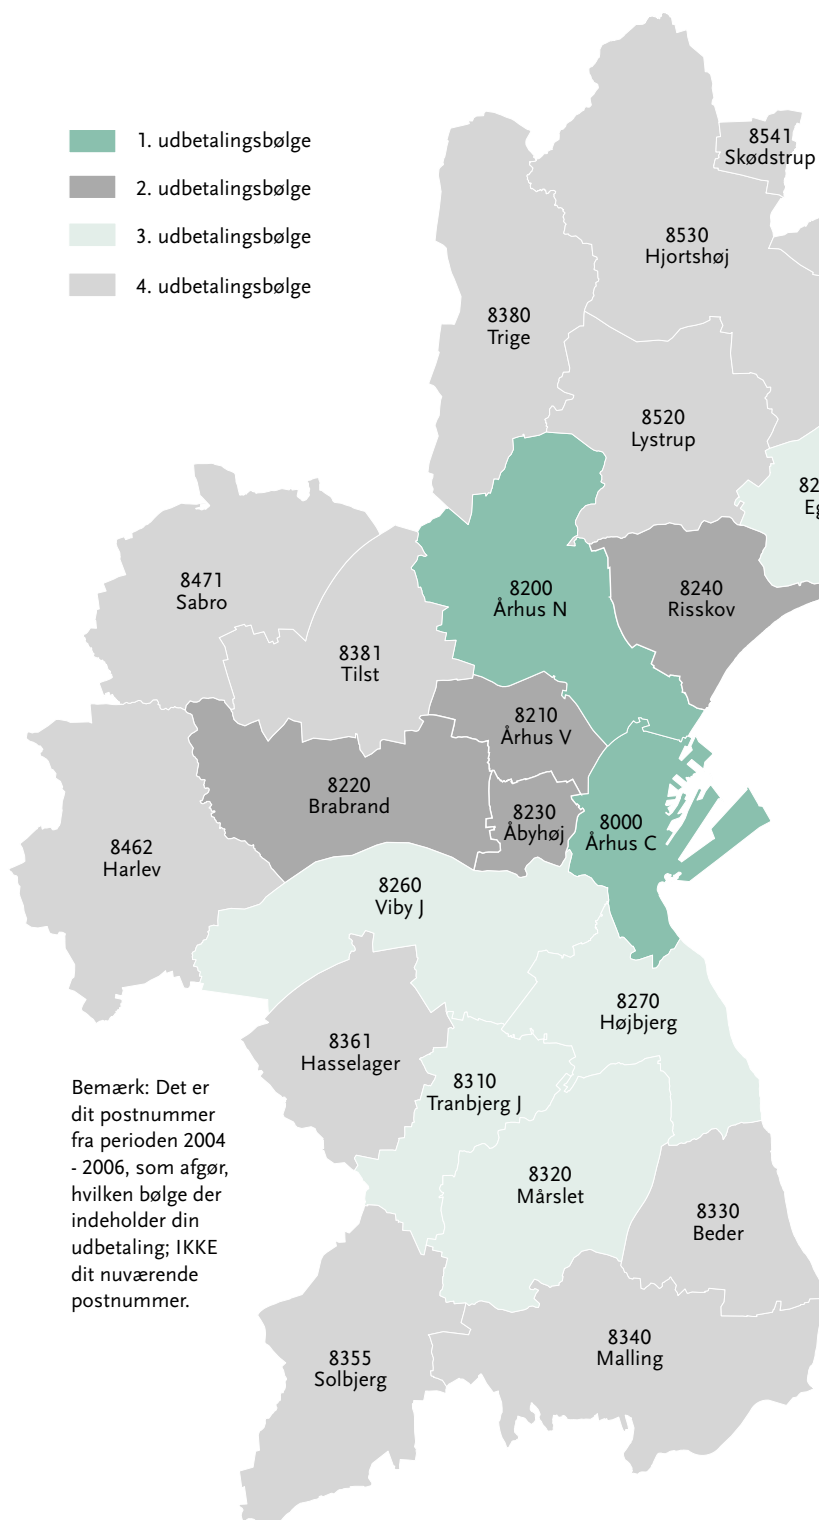 1. udbetalingsbølge
2. udbetalingsbølge
3. udbetalingsbølge
4. udbetalingsbølge
8541
Skødstrup
8530
Hjortshøj
8380
Trige
8520
Lystrup
8471
Sabro
8200
Århus N
8240
Risskov
8381
Tilst
8210
Århus V
8220
Brabrand
8230
Åbyhøj
8000
Århus C
8462
Harlev
8260
Viby J
8270
Højbjerg
8361
Hasselager
8310
Tranbjerg J
8320
Mårslet
8330
Beder
8340
Malling
8355
Solbjerg
Bemærk: Det er
dit postnummer
fra perioden 2004
- 2006, som afgør,
hvilken bølge der
indeholder din
udbetaling; IKKE
dit nuværende
postnummer.